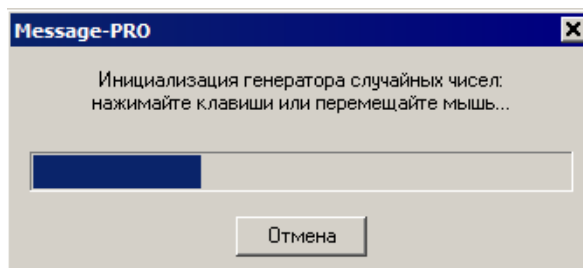 Message-PRO
Инициализация генератора случайных чисел:
нажимайте клавиши или перемещайте мышь...
Отмена